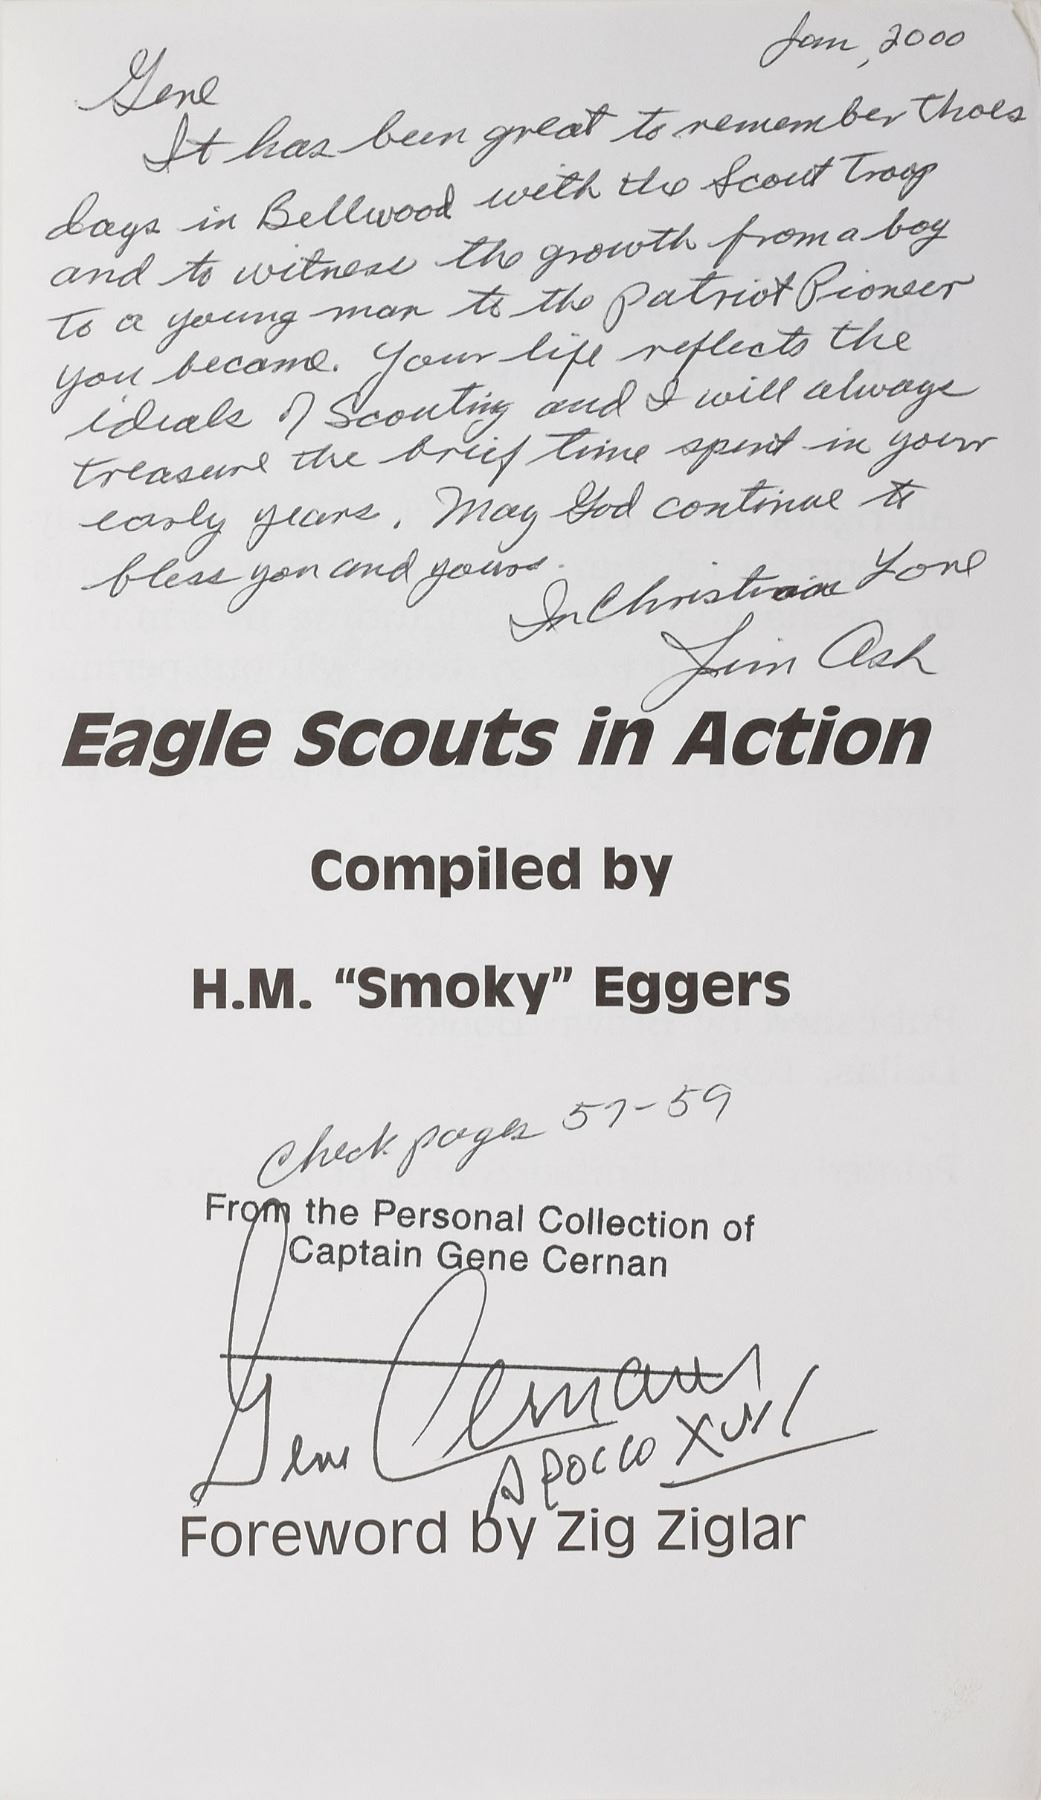 Jan, 2000
Gene
It has been great to remember thoes
days in Bellwood with the Scout Troop
and to witness the growth from a boy
to a young man to the patriot Pioneer
you became. Your life reflects the
ideals of Scouting and I will always
treasure the brief time spent in your
early years. May God continue to
bless you and yours.
In Christian Love
Jim Ash
Eagle Scouts in Action
Compiled by
H.M. “Smoky” Eggers
Check pages 57-59
From the Personal Collection of
Captain Gene Cernan
Gene Cernan
Apollo XVII
Foreword by Zig Ziglar